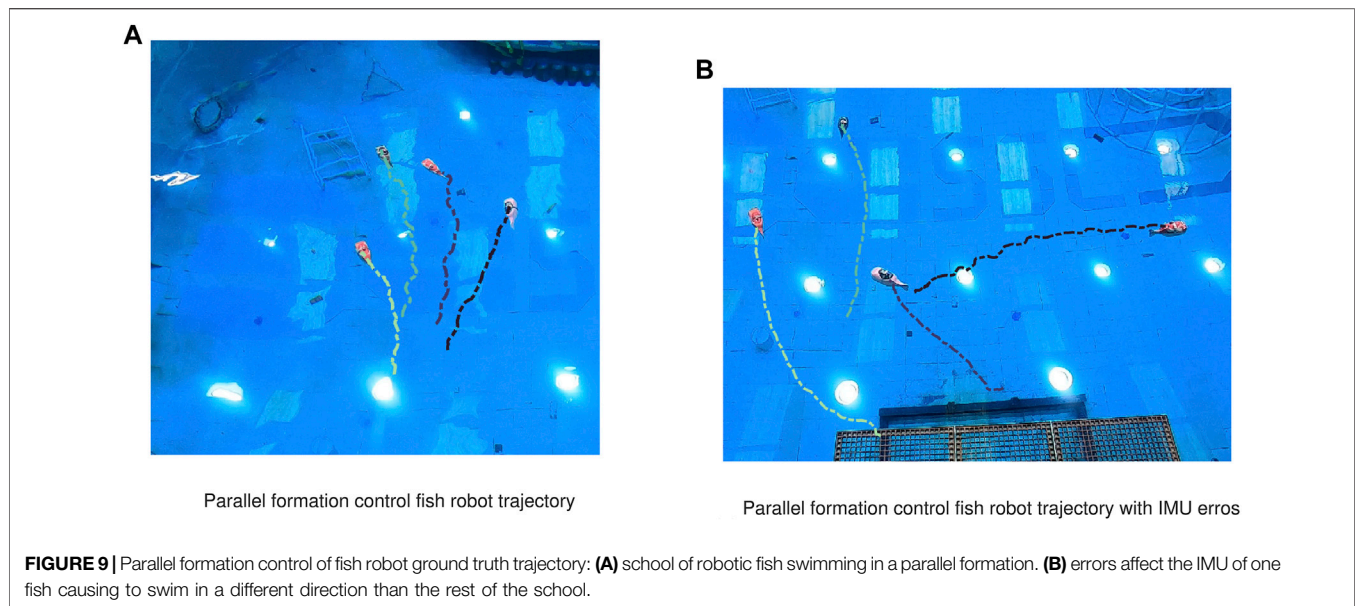 A
B
Parallel formation control fish robot trajectory
Parallel formation control fish robot trajectory with IMU erros
FIGURE 9 | Parallel formation control of fish robot ground truth trajectory: (A) school of robotic fish swimming in a parallel formation. (B) errors affect the IMU of one
fish causing to swim in a different direction than the rest of the school.